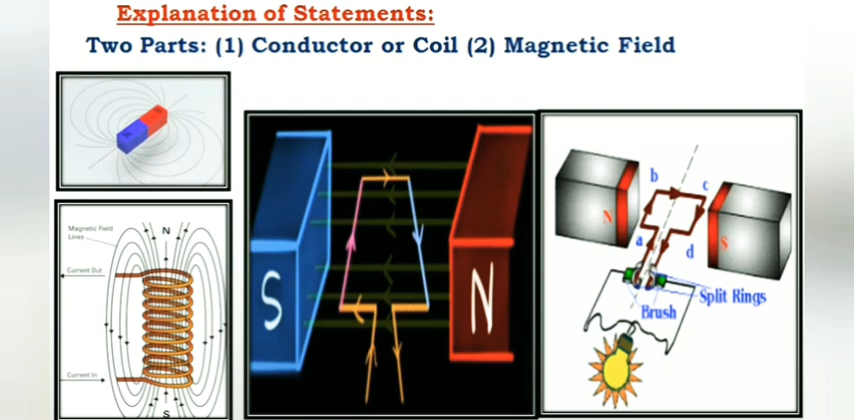 Explanation of Statements:
Two Parts: (1) Conductor or Coil (2) Magnetic Field
Magnetic Field
Lines
N
Current Out
Current In
S
S
N
b
c
N
S
a
d
Split Rings
Brush